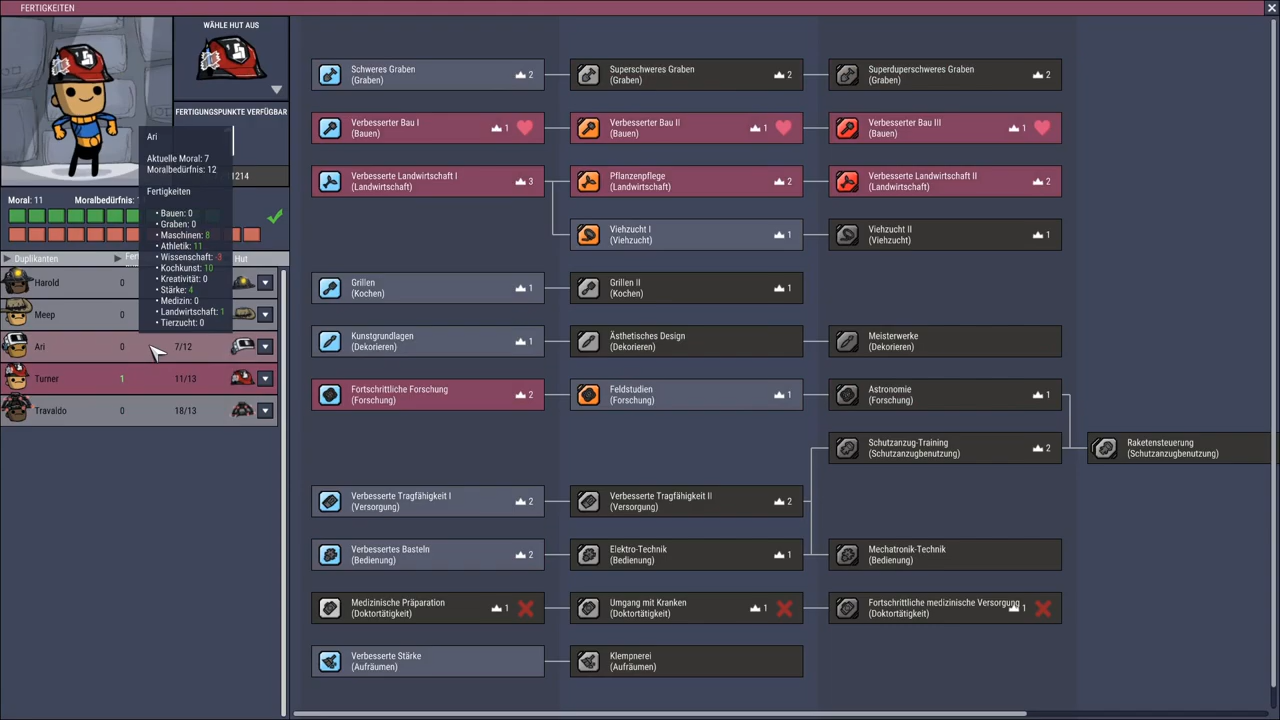 FERTIGKEITEN
WÄHLE HUT AUS
FERTIGUNGSPUNKTE VERFÜGBAR
1214
Moral: 11
Moralbedürfnis:
Ari
Aktuelle Moral: 7
Moralbedürfnis: 12
Fertigkeiten
• Bauen: 0
• Graben: 0
• Maschinen: 8
• Athletik: 11
• Wissenschaft: -3
• Kochkunst: 10
• Kreativität: 0
• Stärke: 4
• Medizin: 0
• Landwirtschaft: 1
• Tierzucht: 0
Duplikanten
Hut
Harold 0
Meep 0
Ari 0 7/12
Turner 1 11/13
Travaldo 0 18/13
Schweres Graben
(Graben)
2
Superschweres Graben
(Graben)
2
Superduperschweres Graben
(Graben)
2
Verbesserter Bau I
(Bauen)
1
Verbesserter Bau II
(Bauen)
1
Verbesserter Bau III
(Bauen)
1
Verbesserte Landwirtschaft I
(Landwirtschaft)
3
Pflanzenpflege
(Landwirtschaft)
2
Verbesserte Landwirtschaft II
(Landwirtschaft)
2
Viehzucht I
(Viehzucht)
1
Viehzucht II
(Viehzucht)
1
Grillen
(Kochen)
1
Grillen II
(Kochen)
1
Kunstgrundlagen
(Dekorieren)
1
Ästhetisches Design
(Dekorieren)
Meisterwerke
(Dekorieren)
Fortschrittliche Forschung
(Forschung)
2
Feldstudien
(Forschung)
1
Astronomie
(Forschung)
1
Schutzanzug-Training
(Schutzanzugbenutzung)
2
Raketensteuerung
(Schutzanzugbenutzung)
Verbesserte Tragfähigkeit I
(Versorgung)
2
Verbesserte Tragfähigkeit II
(Versorgung)
2
Verbessertes Basteln
(Bedienung)
2
Elektro-Technik
(Bedienung)
1
Mechatronik-Technik
(Bedienung)
Medizinische Präparation
(Doktortätigkeit)
1
Umgang mit Kranken
(Doktortätigkeit)
1
Fortschrittliche medizinische Versorgung
(Doktortätigkeit)
1
Verbesserte Stärke
(Aufräumen)
Klempnerei
(Aufräumen)